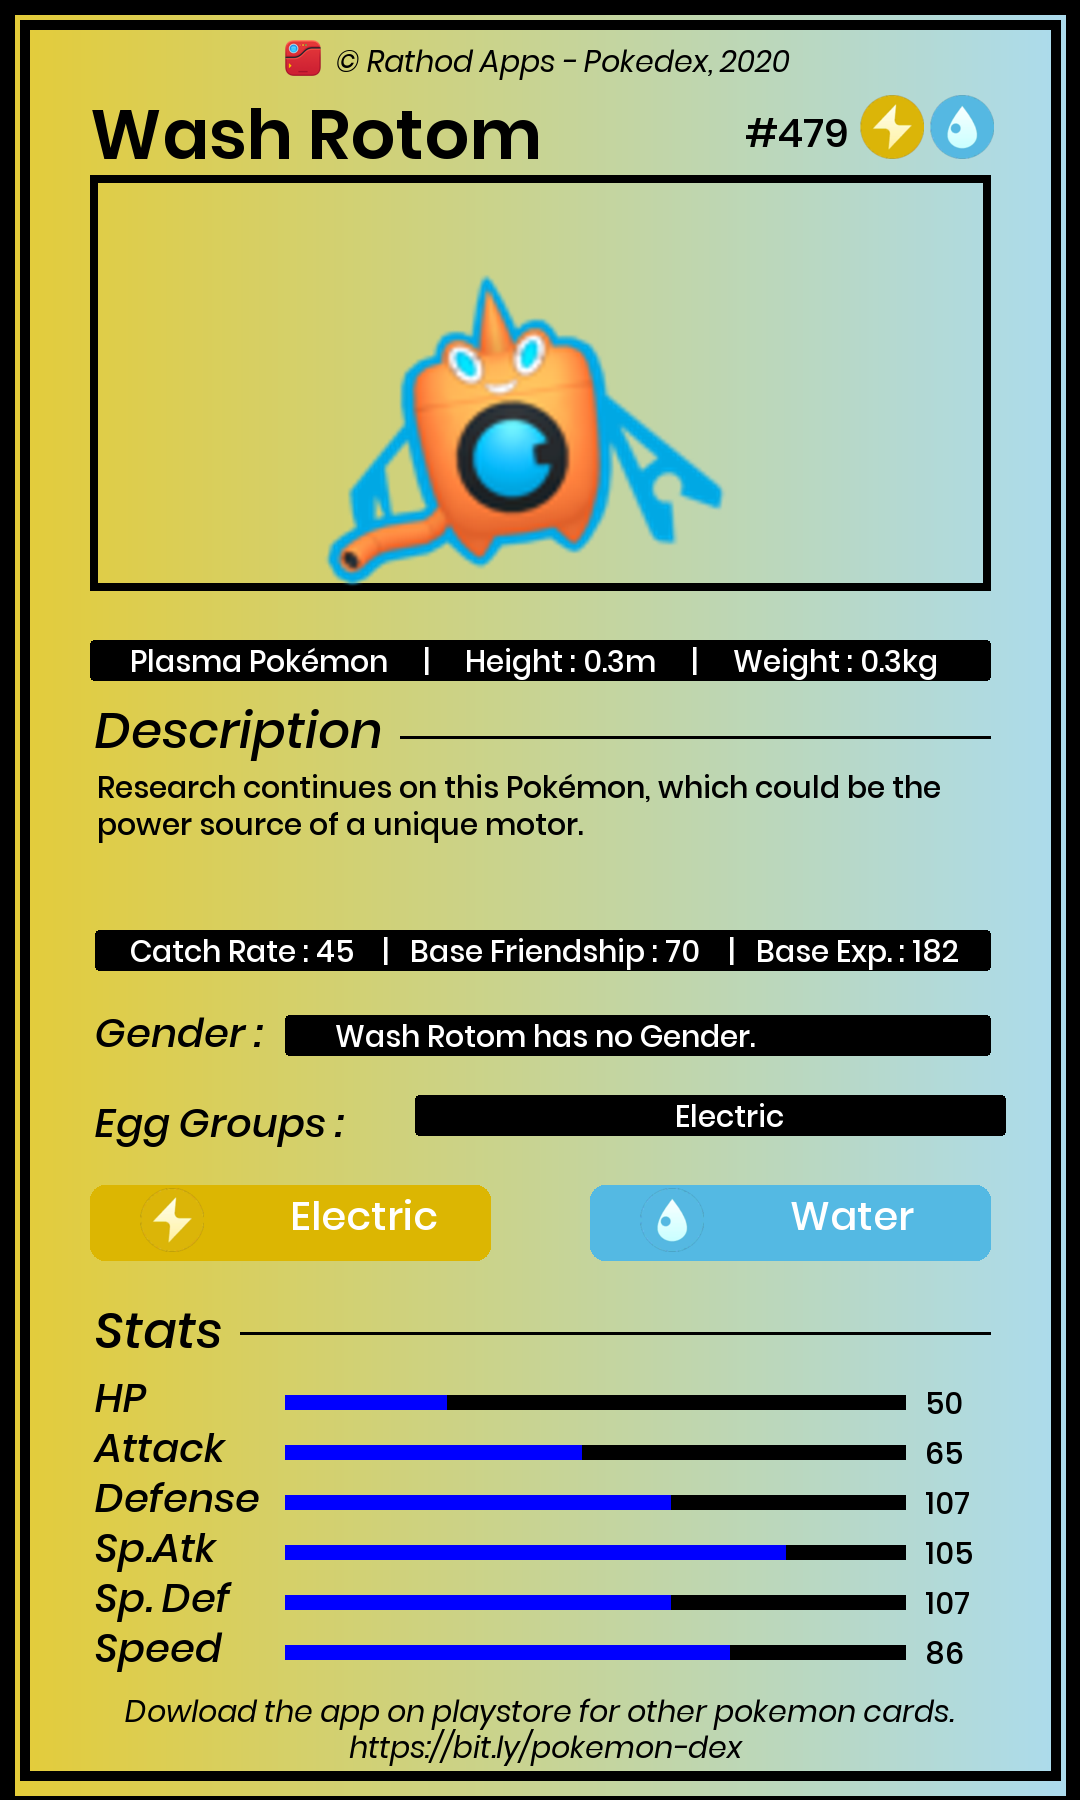 © Rathod Apps - Pokedex, 2020
Wash Rotom #479
Plasma Pokémon | Height : 0.3m | Weight : 0.3kg
Description
Research continues on this Pokémon, which could be the
power source of a unique motor.
Catch Rate : 45 | Base Friendship : 70 | Base Exp. : 182
Gender : Wash Rotom has no Gender.
Egg Groups : Electric
Electric Water
Stats
HP 50
Attack 65
Defense 107
Sp.Atk 105
Sp. Def 107
Speed 86
Dowload the app on playstore for other pokemon cards.
https://bit.ly/pokemon-dex